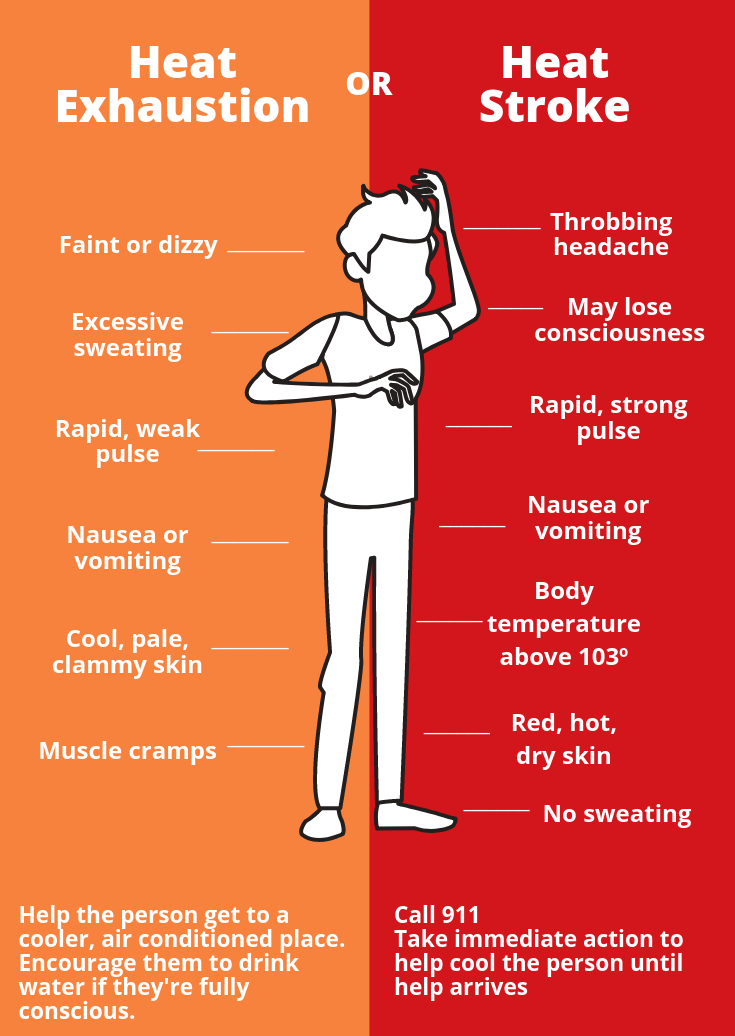 Heat
Exhaustion
OR
Heat
Stroke
Faint or dizzy
Excessive
sweating
Rapid, weak
pulse
Nausea or
vomiting
Cool, pale,
clammy skin
Muscle cramps
Throbbing
headache
May lose
consciousness
Rapid, strong
pulse
Nausea or
vomiting
Body
temperature
above 103º
Red, hot,
dry skin
No sweating
Help the person get to a
cooler, air conditioned place.
Encourage them to drink
water if they're fully
conscious.
Call 911
Take immediate action to
help cool the person until
help arrives